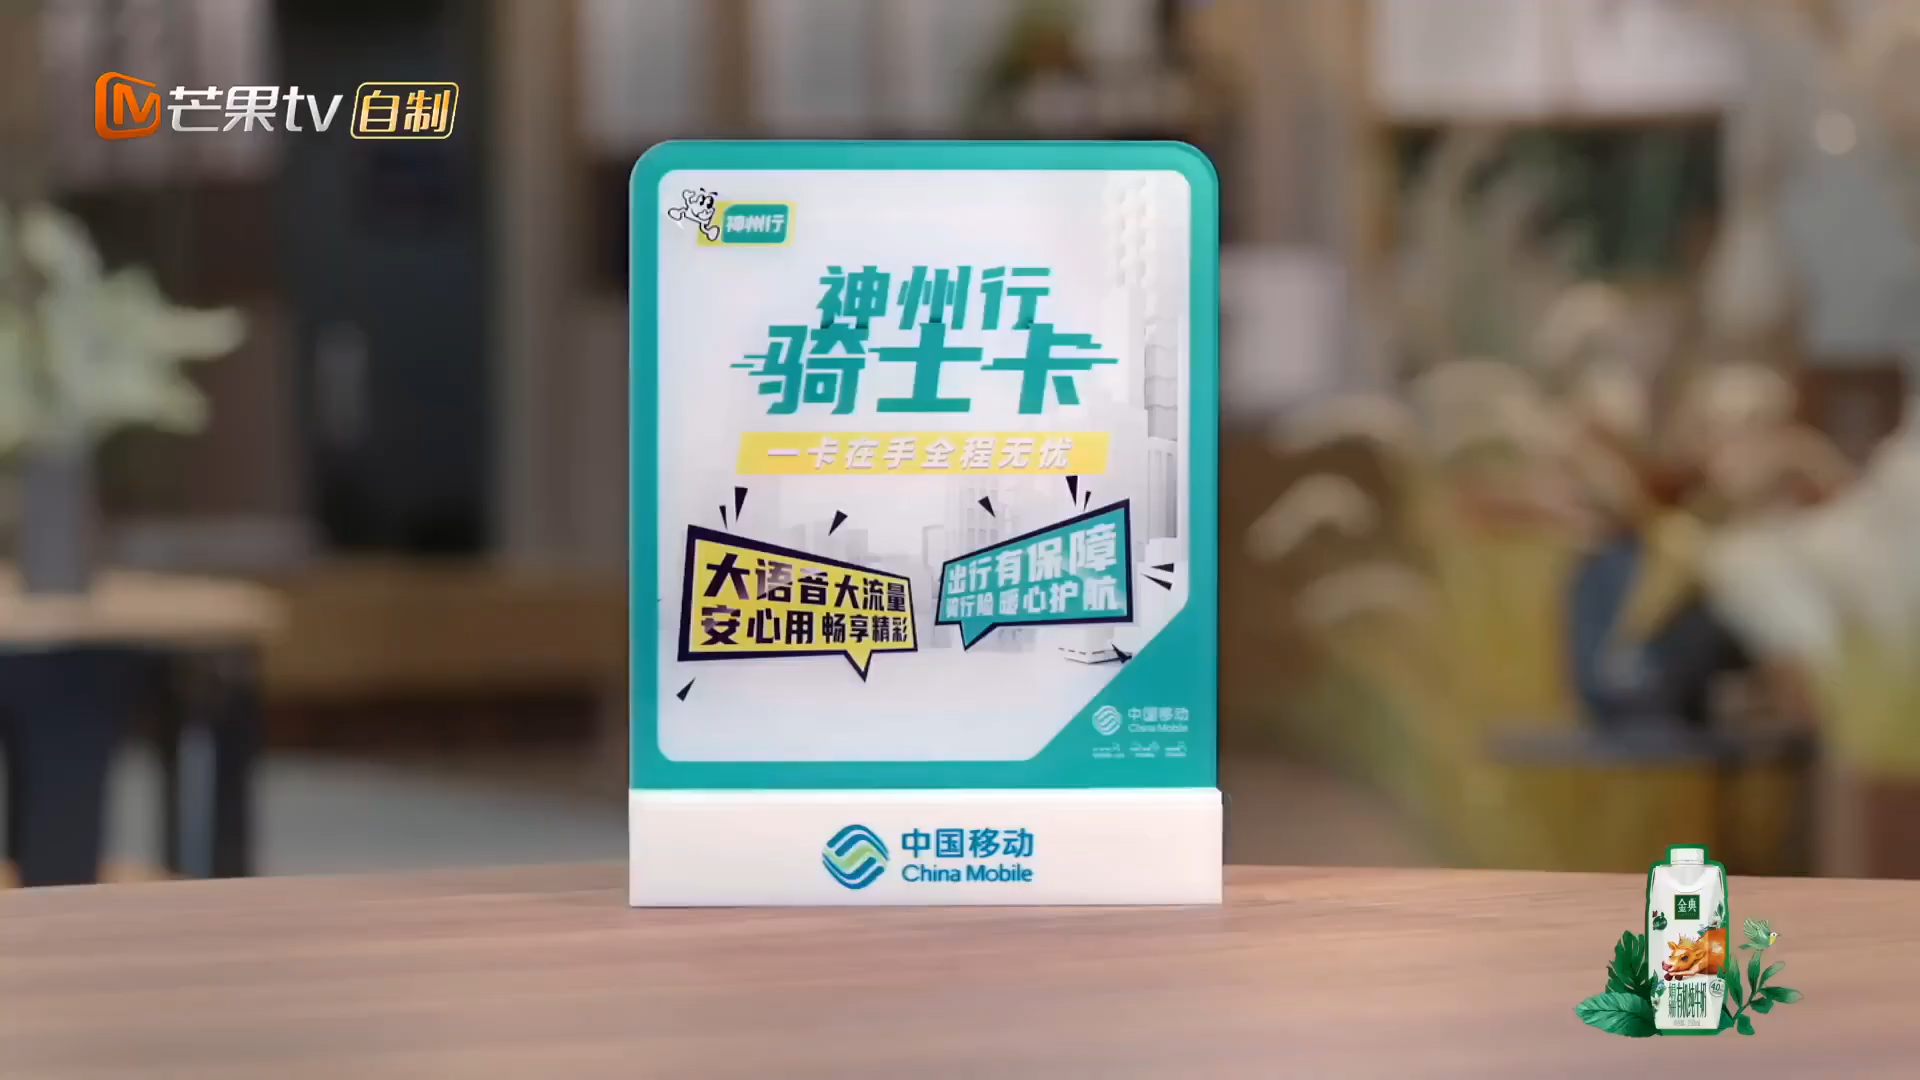 芒果tv 自制
神州行
神州行
骑士卡
一卡在手全程无忧
大语音大流量
安心用 畅享精彩
出行有保障
骑行险 暖心护航
中国移动
China Mobile
中国移动
China Mobile
金典